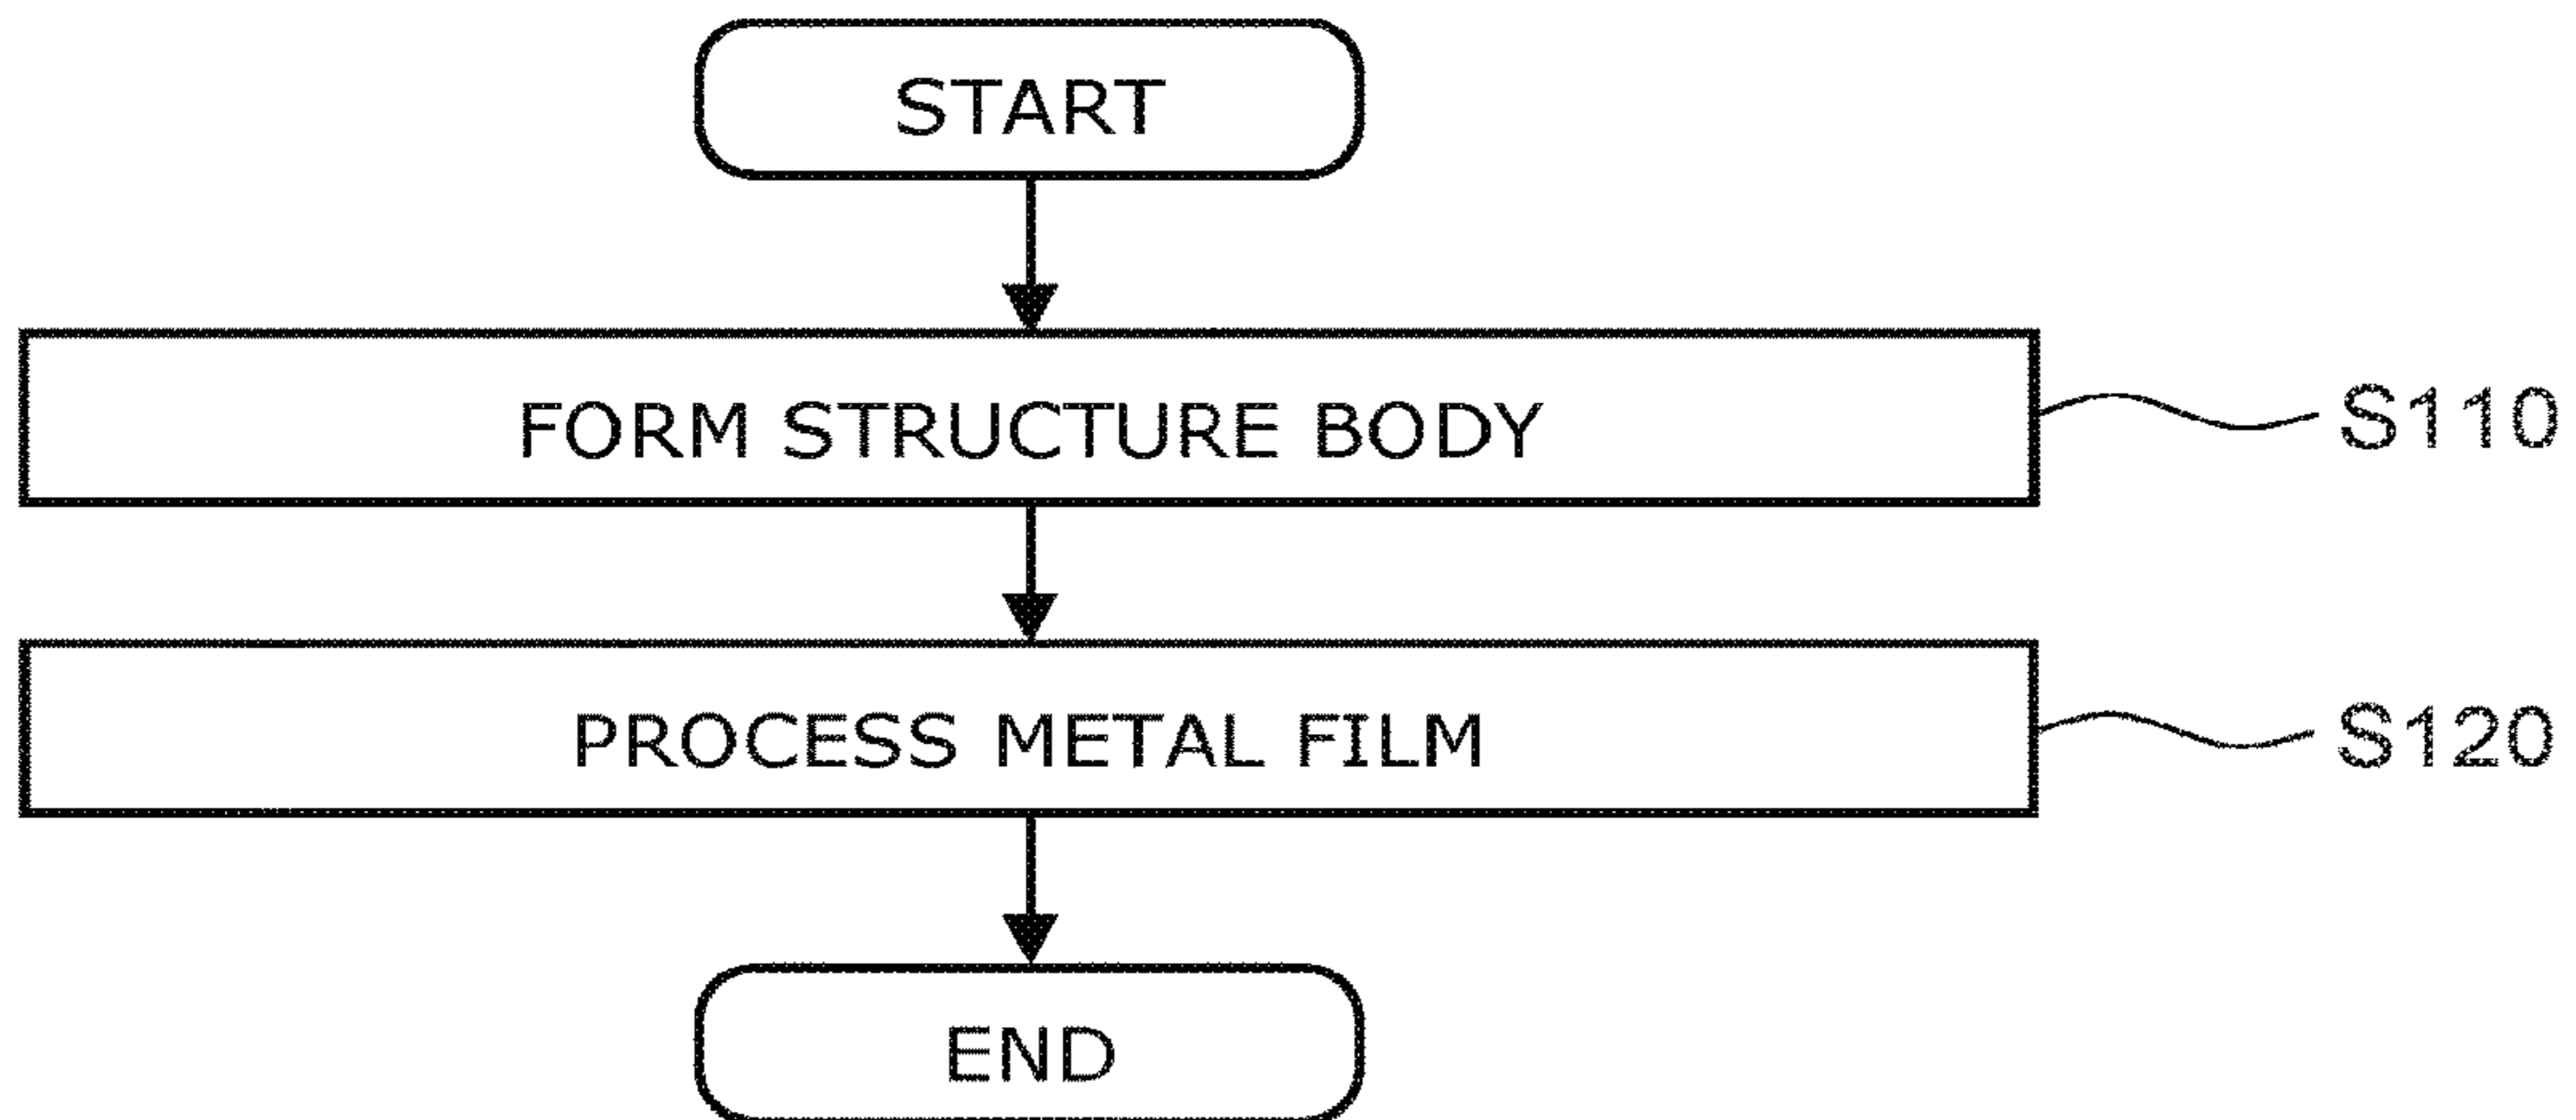 START
FORM STRUCTURE BODY
S110
PROCESS METAL FILM
S120
END